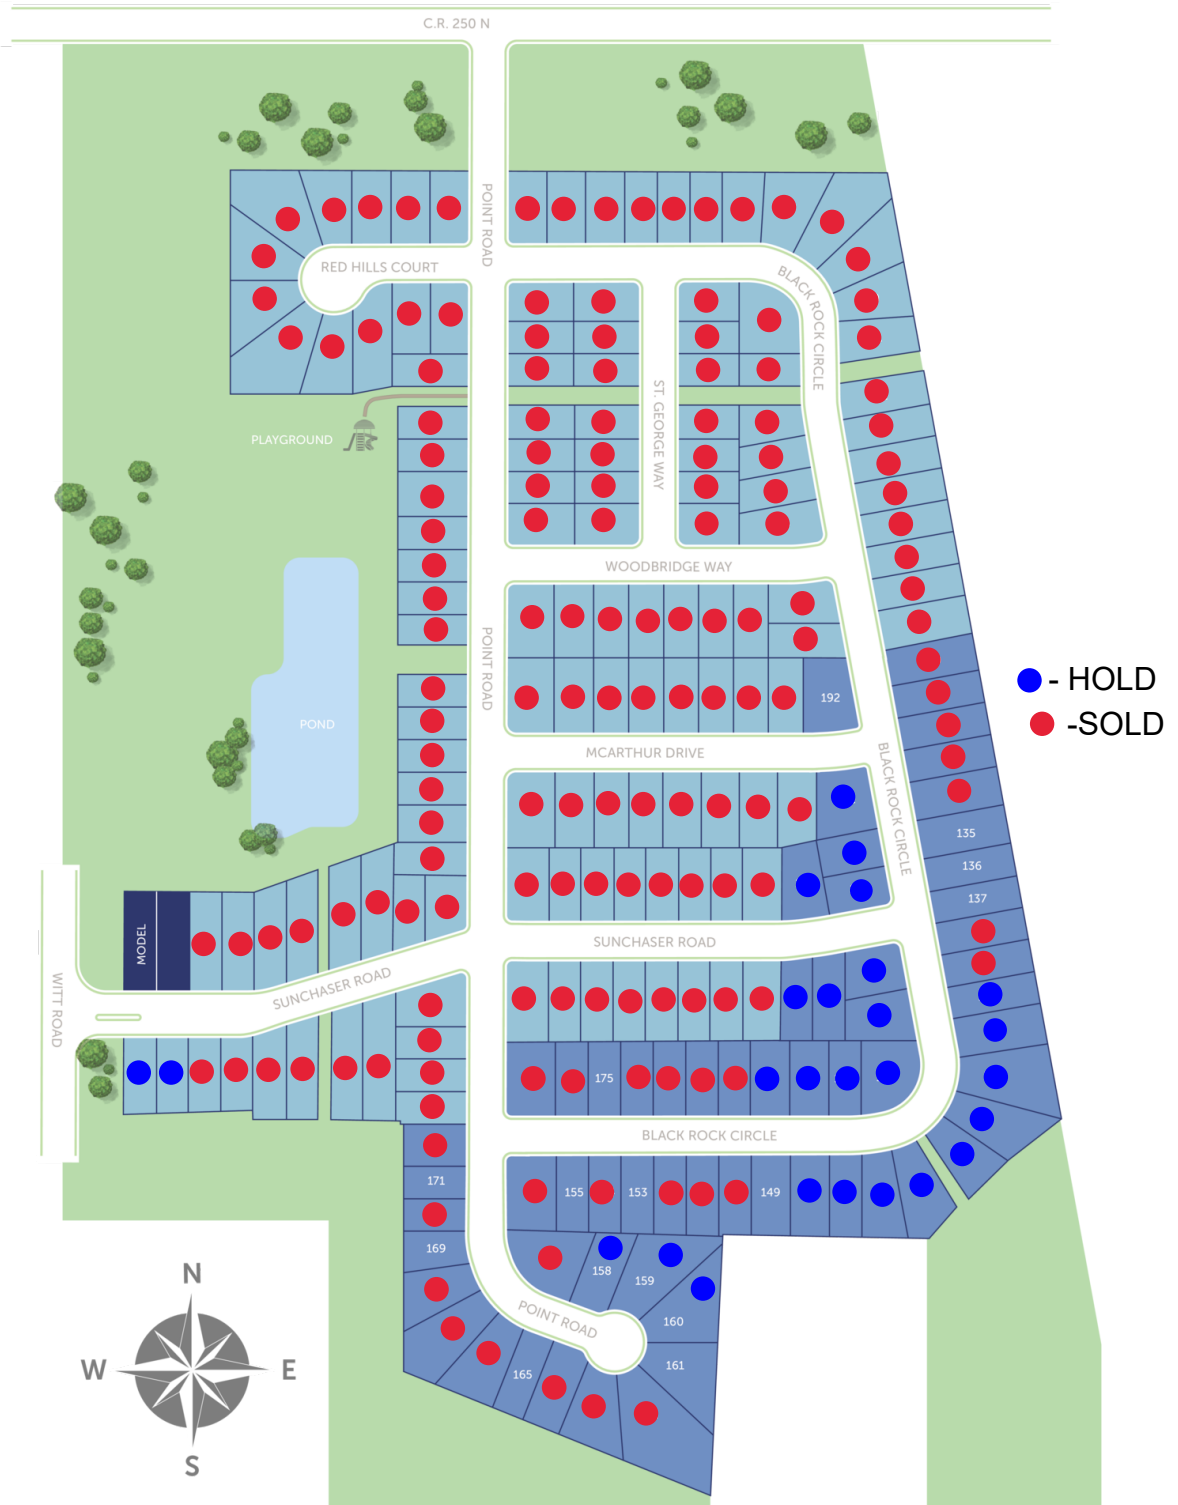 C.R. 250 N
POINT ROAD
RED HILLS COURT
BLACK ROCK CIRCLE
ST. GEORGE WAY
PLAYGROUND
WOODBRIDGE WAY
POINT ROAD
- HOLD
192
POND
-SOLD
MCARTHUR DRIVE
BLACK ROCK CIRCLE
135
136
137
MODEL
SUNCHASER ROAD
SUNCHASER ROAD
WITT ROAD
175
BLACK ROCK CIRCLE
171
155
153
149
169
158
159
160
POINT ROAD
161
165
N
W
E
S